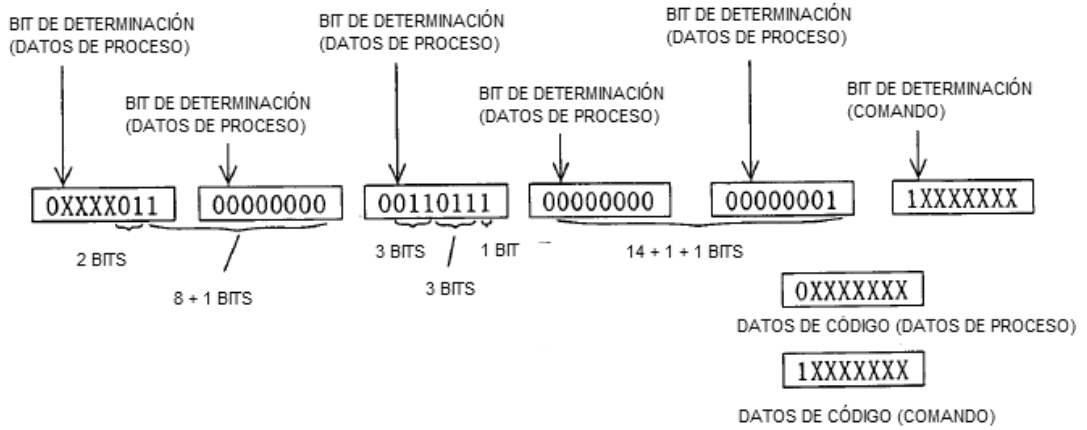 BIT DE DETERMINACIÓN
(DATOS DE PROCESO)
BIT DE DETERMINACIÓN
(DATOS DE PROCESO)
BIT DE DETERMINACIÓN
(DATOS DE PROCESO)
BIT DE DETERMINACIÓN
(DATOS DE PROCESO)
BIT DE DETERMINACIÓN
(DATOS DE PROCESO)
BIT DE DETERMINACIÓN
(COMANDO)
0XXXX011
00000000
00110111
00000000
00000001
1XXXXXXX
2 BITS
8 + 1 BITS
3 BITS
3 BITS
1 BIT
14 + 1 + 1 BITS
0XXXXXXX
DATOS DE CÓDIGO (DATOS DE PROCESO)
1XXXXXXX
DATOS DE CÓDIGO (COMANDO)